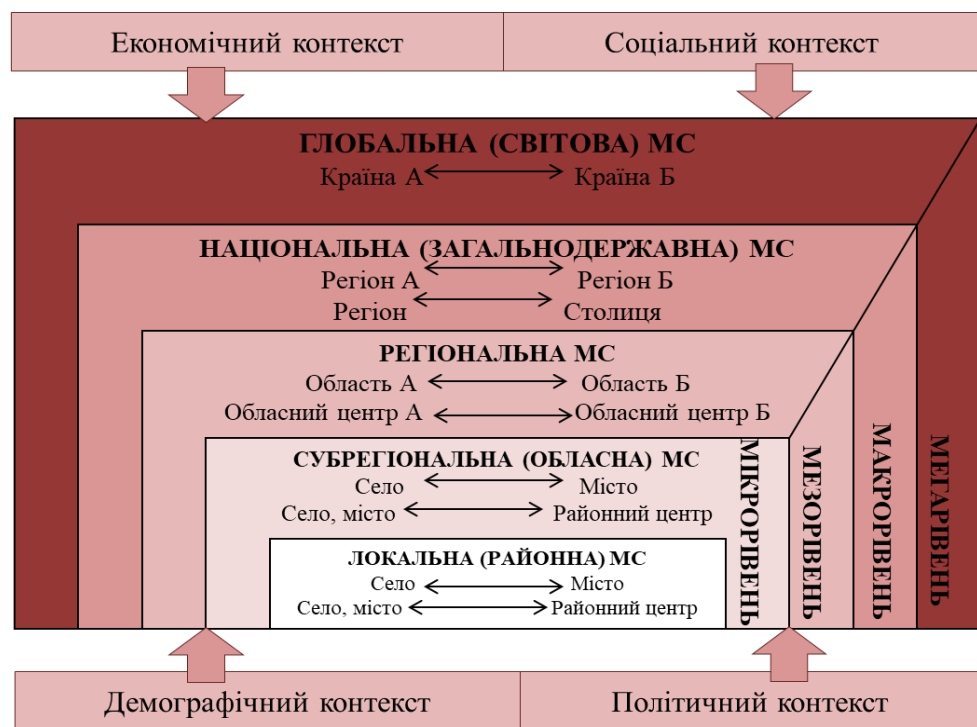 Економічний контекст
Соціальний контекст
ГЛОБАЛЬНА (СВІТОВА) МС
Країна А Країна Б
НАЦІОНАЛЬНА (ЗАГАЛЬНОДЕРЖАВНА) МС
Регіон А Регіон Б
Регіон Столиця
РЕГІОНАЛЬНА МС
Область А Область Б
Обласний центр А Обласний центр Б
СУБРЕГІОНАЛЬНА (ОБЛАСНА) МС
Село Місто
Село, місто Районний центр
ЛОКАЛЬНА (РАЙОННА) МС
Село Місто
Село, місто Районний центр
МІКРОРІВЕНЬ
МЕЗОРІВЕНЬ
МАКРОРІВЕНЬ
МЕГАРІВЕНЬ
Демографічний контекст
Політичний контекст